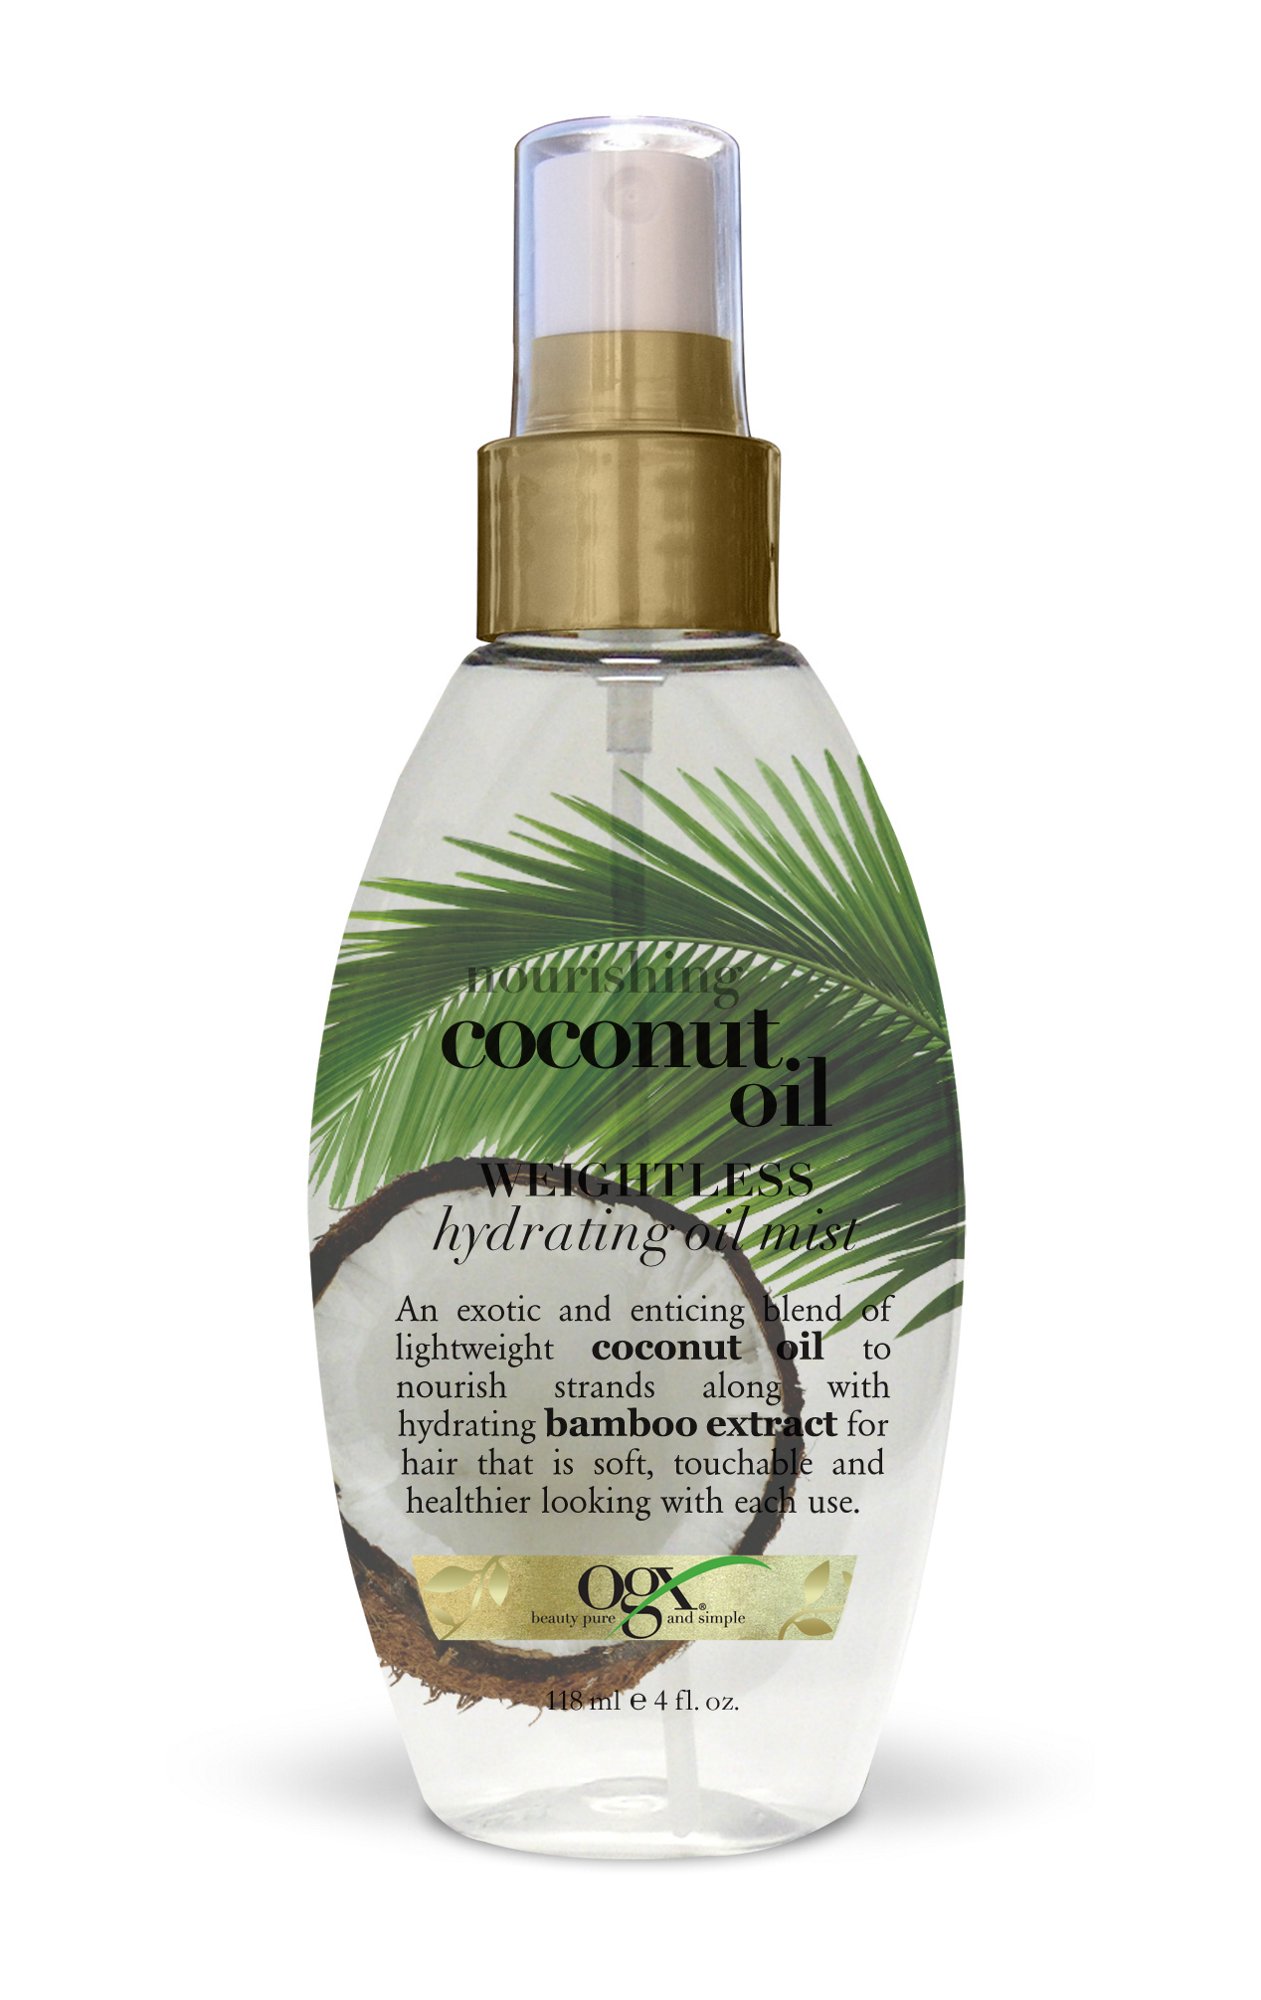 nourishing
coconut
oil
WEIGHTLESS
hydrating oil mist
An exotic and enticing blend of
lightweight coconut oil to
nourish strands along with
hydrating bamboo extract for
hair that is soft, touchable and
healthier looking with each use.
ogx®
beauty pure and simple
118 ml e 4 fl. oz.